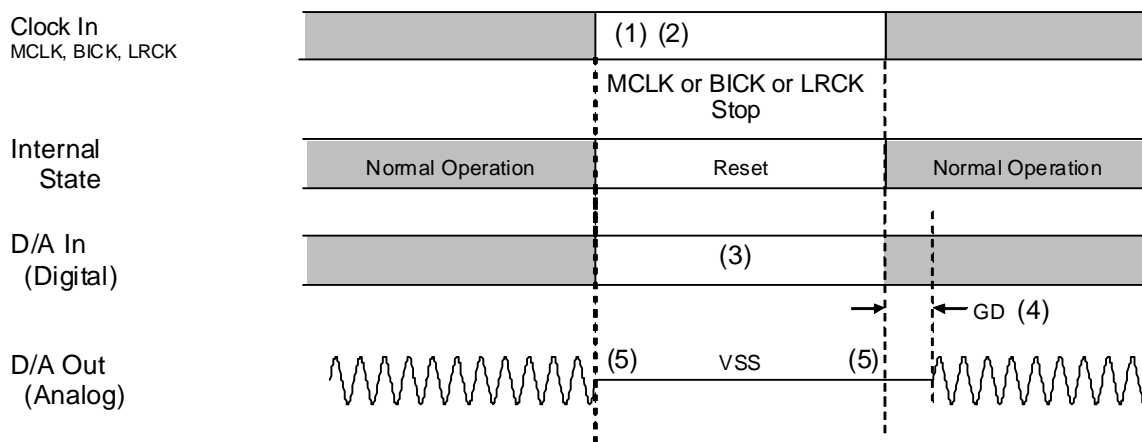 Clock In
MCLK, BICK, LRCK
(1) (2)
MCLK or BICK or LRCK
Stop
Internal
State
Normal Operation
Reset
Normal Operation
D/A In
(Digital)
(3)
GD (4)
D/A Out
(Analog)
(5)
VSS
(5)